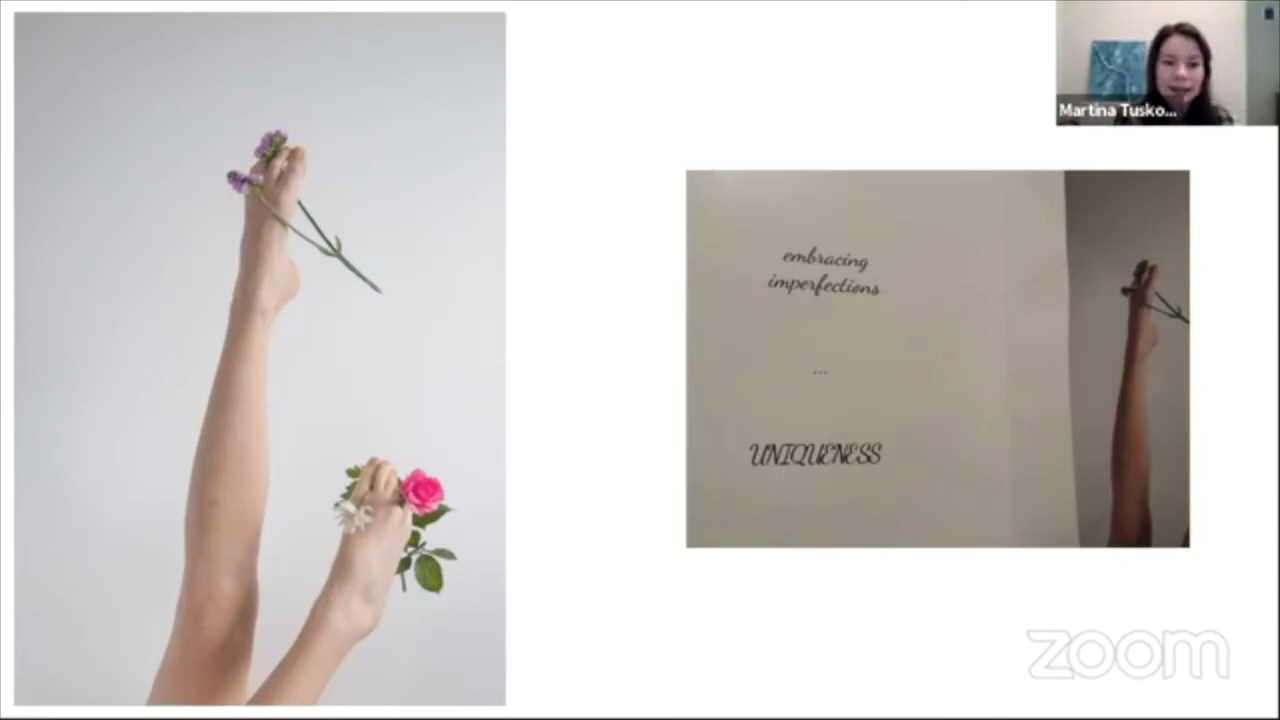 Martina Tusko...
embracing
imperfections
...
UNIQUENESS
zoom